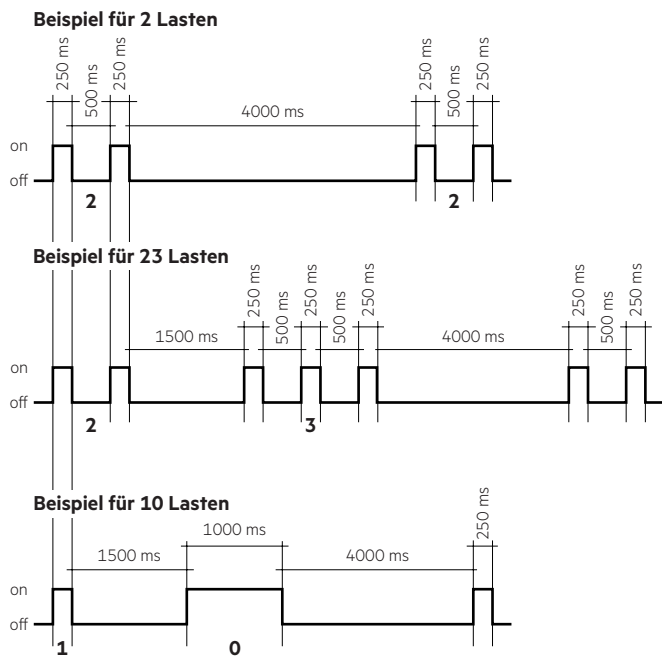 Beispiel für 2 Lasten
250 ms
500 ms
250 ms
4000 ms
250 ms
500 ms
250 ms
on
off
2
2
Beispiel für 23 Lasten
1500 ms
250 ms
500 ms
250 ms
500 ms
250 ms
4000 ms
250 ms
500 ms
250 ms
on
off
2
3
Beispiel für 10 Lasten
1500 ms
1000 ms
4000 ms
250 ms
on
off
1
0